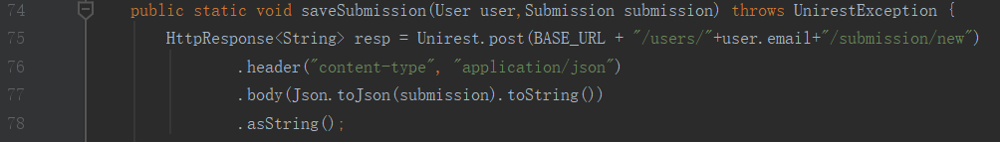 74 public static void saveSubmission(User user,Submission submission) throws UnirestException {
75 HttpResponse<String> resp = Unirest.post(BASE_URL + "/users/"+user.email+"/submission/new")
76 .header("content-type", "application/json")
77 .body(Json.toJson(submission).toString())
78 .asString();